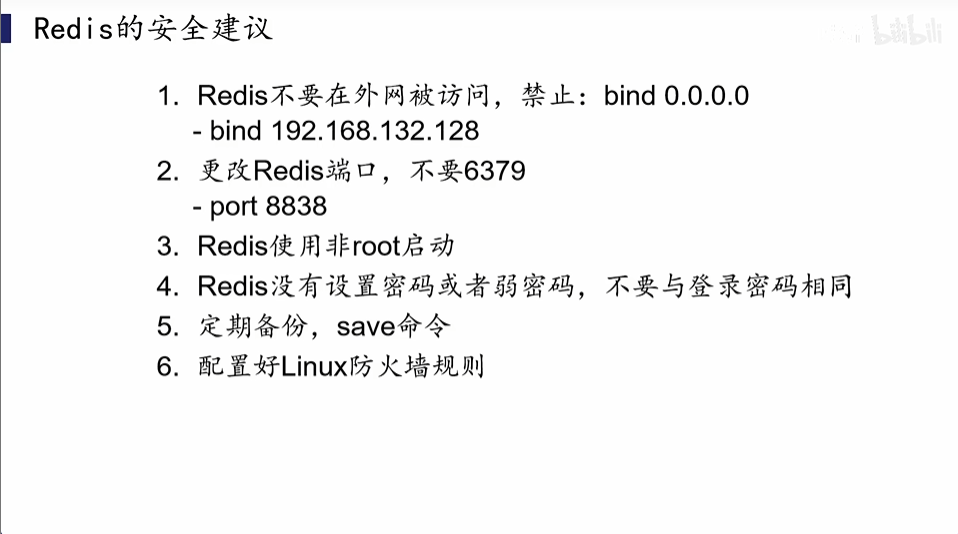 Redis的安全建议
bilibili
1. Redis不要在外网被访问，禁止：bind 0.0.0.0
- bind 192.168.132.128
2. 更改Redis端口，不要6379
- port 8838
3. Redis使用非root启动
4. Redis没有设置密码或者弱密码，不要与登录密码相同
5. 定期备份，save命令
6. 配置好Linux防火墙规则